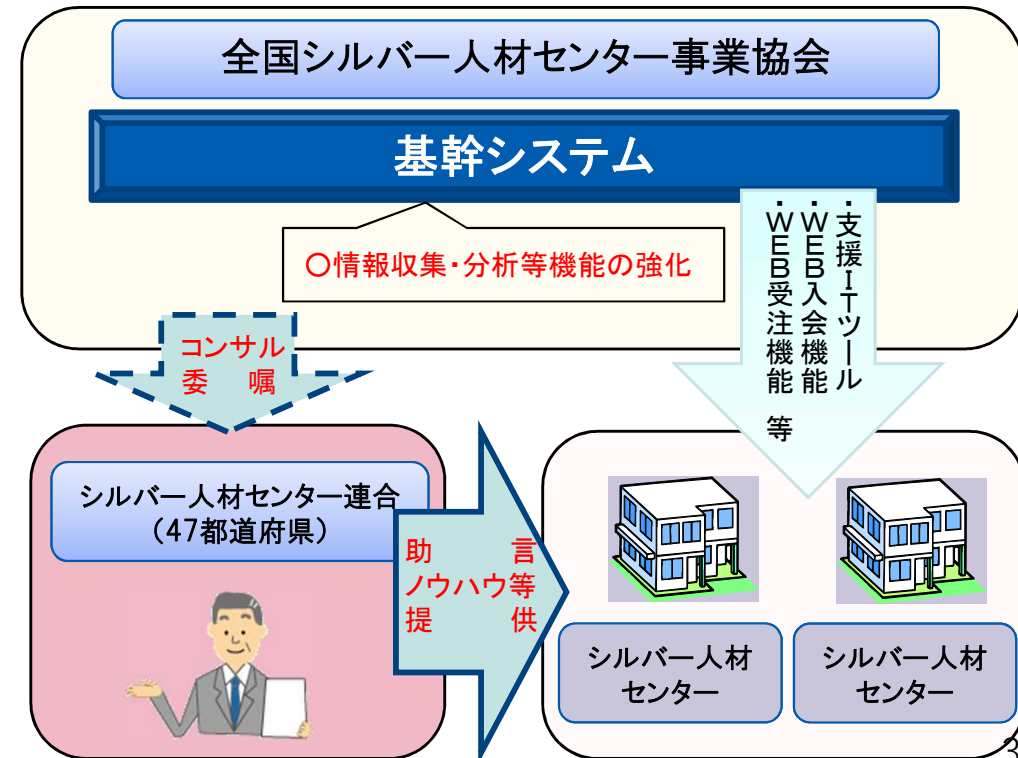 全国シルバー人材センター事業協会
基幹システム
〇情報収集・分析等機能の強化
・支援ITツール
・WEB入会機能
・WEB受注機能 等
コンサル
委 嘱
シルバー人材センター連合
(47都道府県)
助 言
ノウハウ等
提 供
シルバー人材
センター
シルバー人材
センター
3